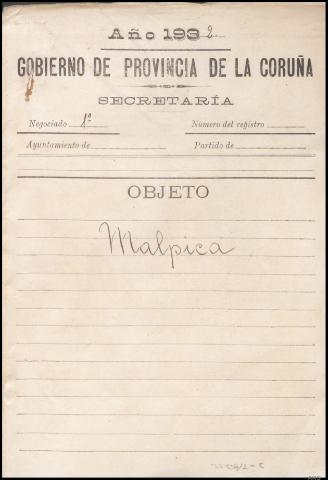 Año 1932
GOBIERNO DE PROVINCIA DE LA CORUÑA
SECRETARÍA
Negociado 1º Número del registro
Ayuntamiento de Partido de
OBJETO
Malpica